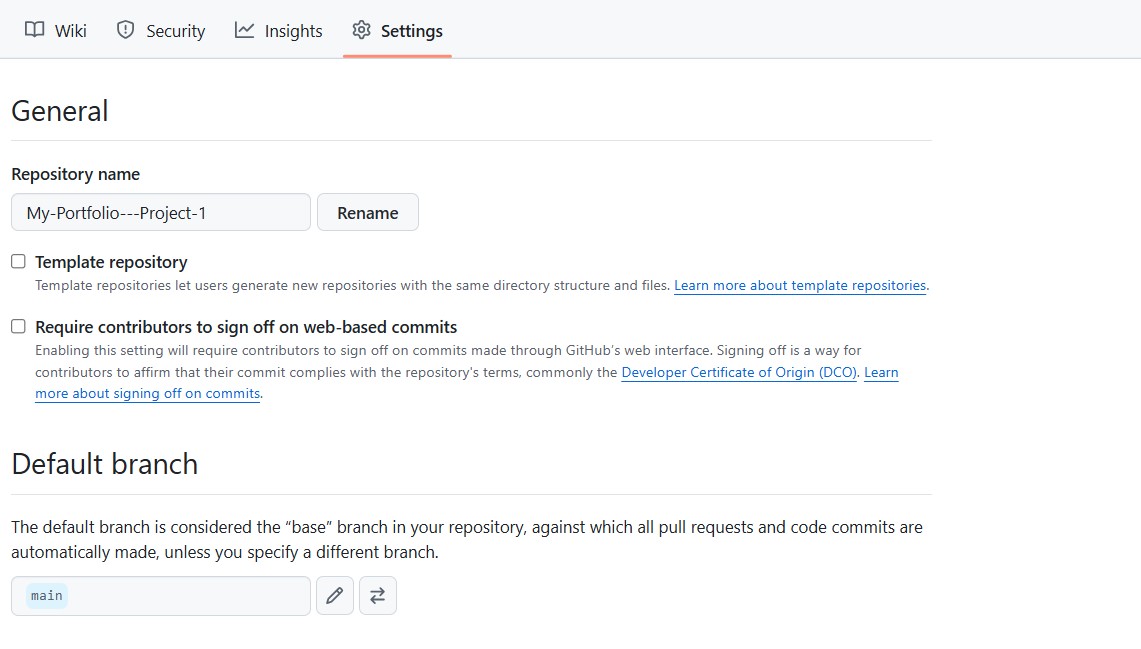 Wiki Security Insights Settings
General
Repository name
My-Portfolio---Project-1 Rename
Template repository
Template repositories let users generate new repositories with the same directory structure and files. Learn more about template repositories.
Require contributors to sign off on web-based commits
Enabling this setting will require contributors to sign off on commits made through GitHub's web interface. Signing off is a way for
contributors to affirm that their commit complies with the repository's terms, commonly the Developer Certificate of Origin (DCO). Learn
more about signing off on commits.
Default branch
The default branch is considered the “base” branch in your repository, against which all pull requests and code commits are
automatically made, unless you specify a different branch.
main